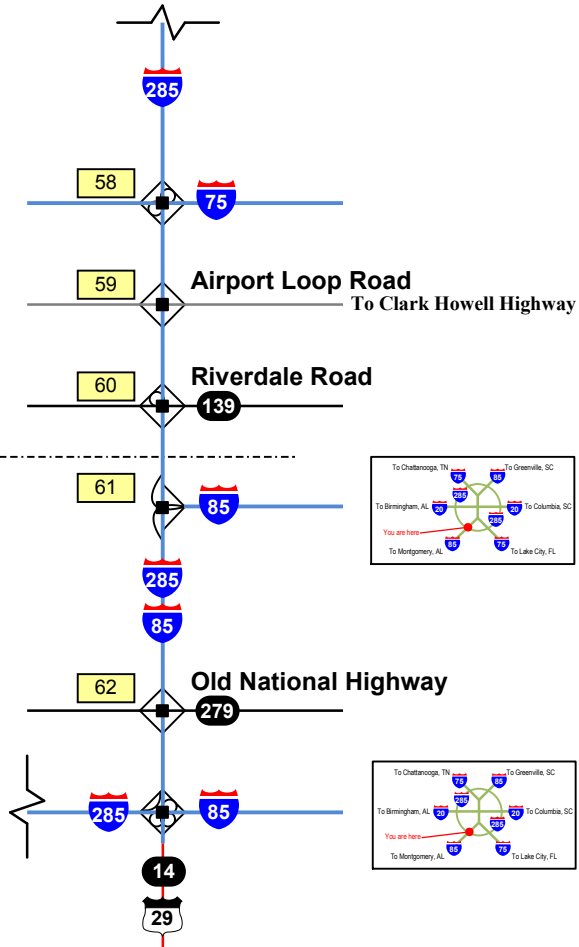 285
58
75
59
Airport Loop Road
To Clark Howell Highway
60
Riverdale Road
139
61
85
285
85
To Chattanooga, TN
To Greenville, SC
75
85
285
To Birmingham, AL
20
20
To Columbia, SC
285
You are here
To Montgomery, AL
85
75
To Lake City, FL
62
Old National Highway
279
285
85
14
29
To Chattanooga, TN
To Greenville, SC
75
85
285
To Birmingham, AL
20
20
To Columbia, SC
285
You are here
To Montgomery, AL
85
75
To Lake City, FL